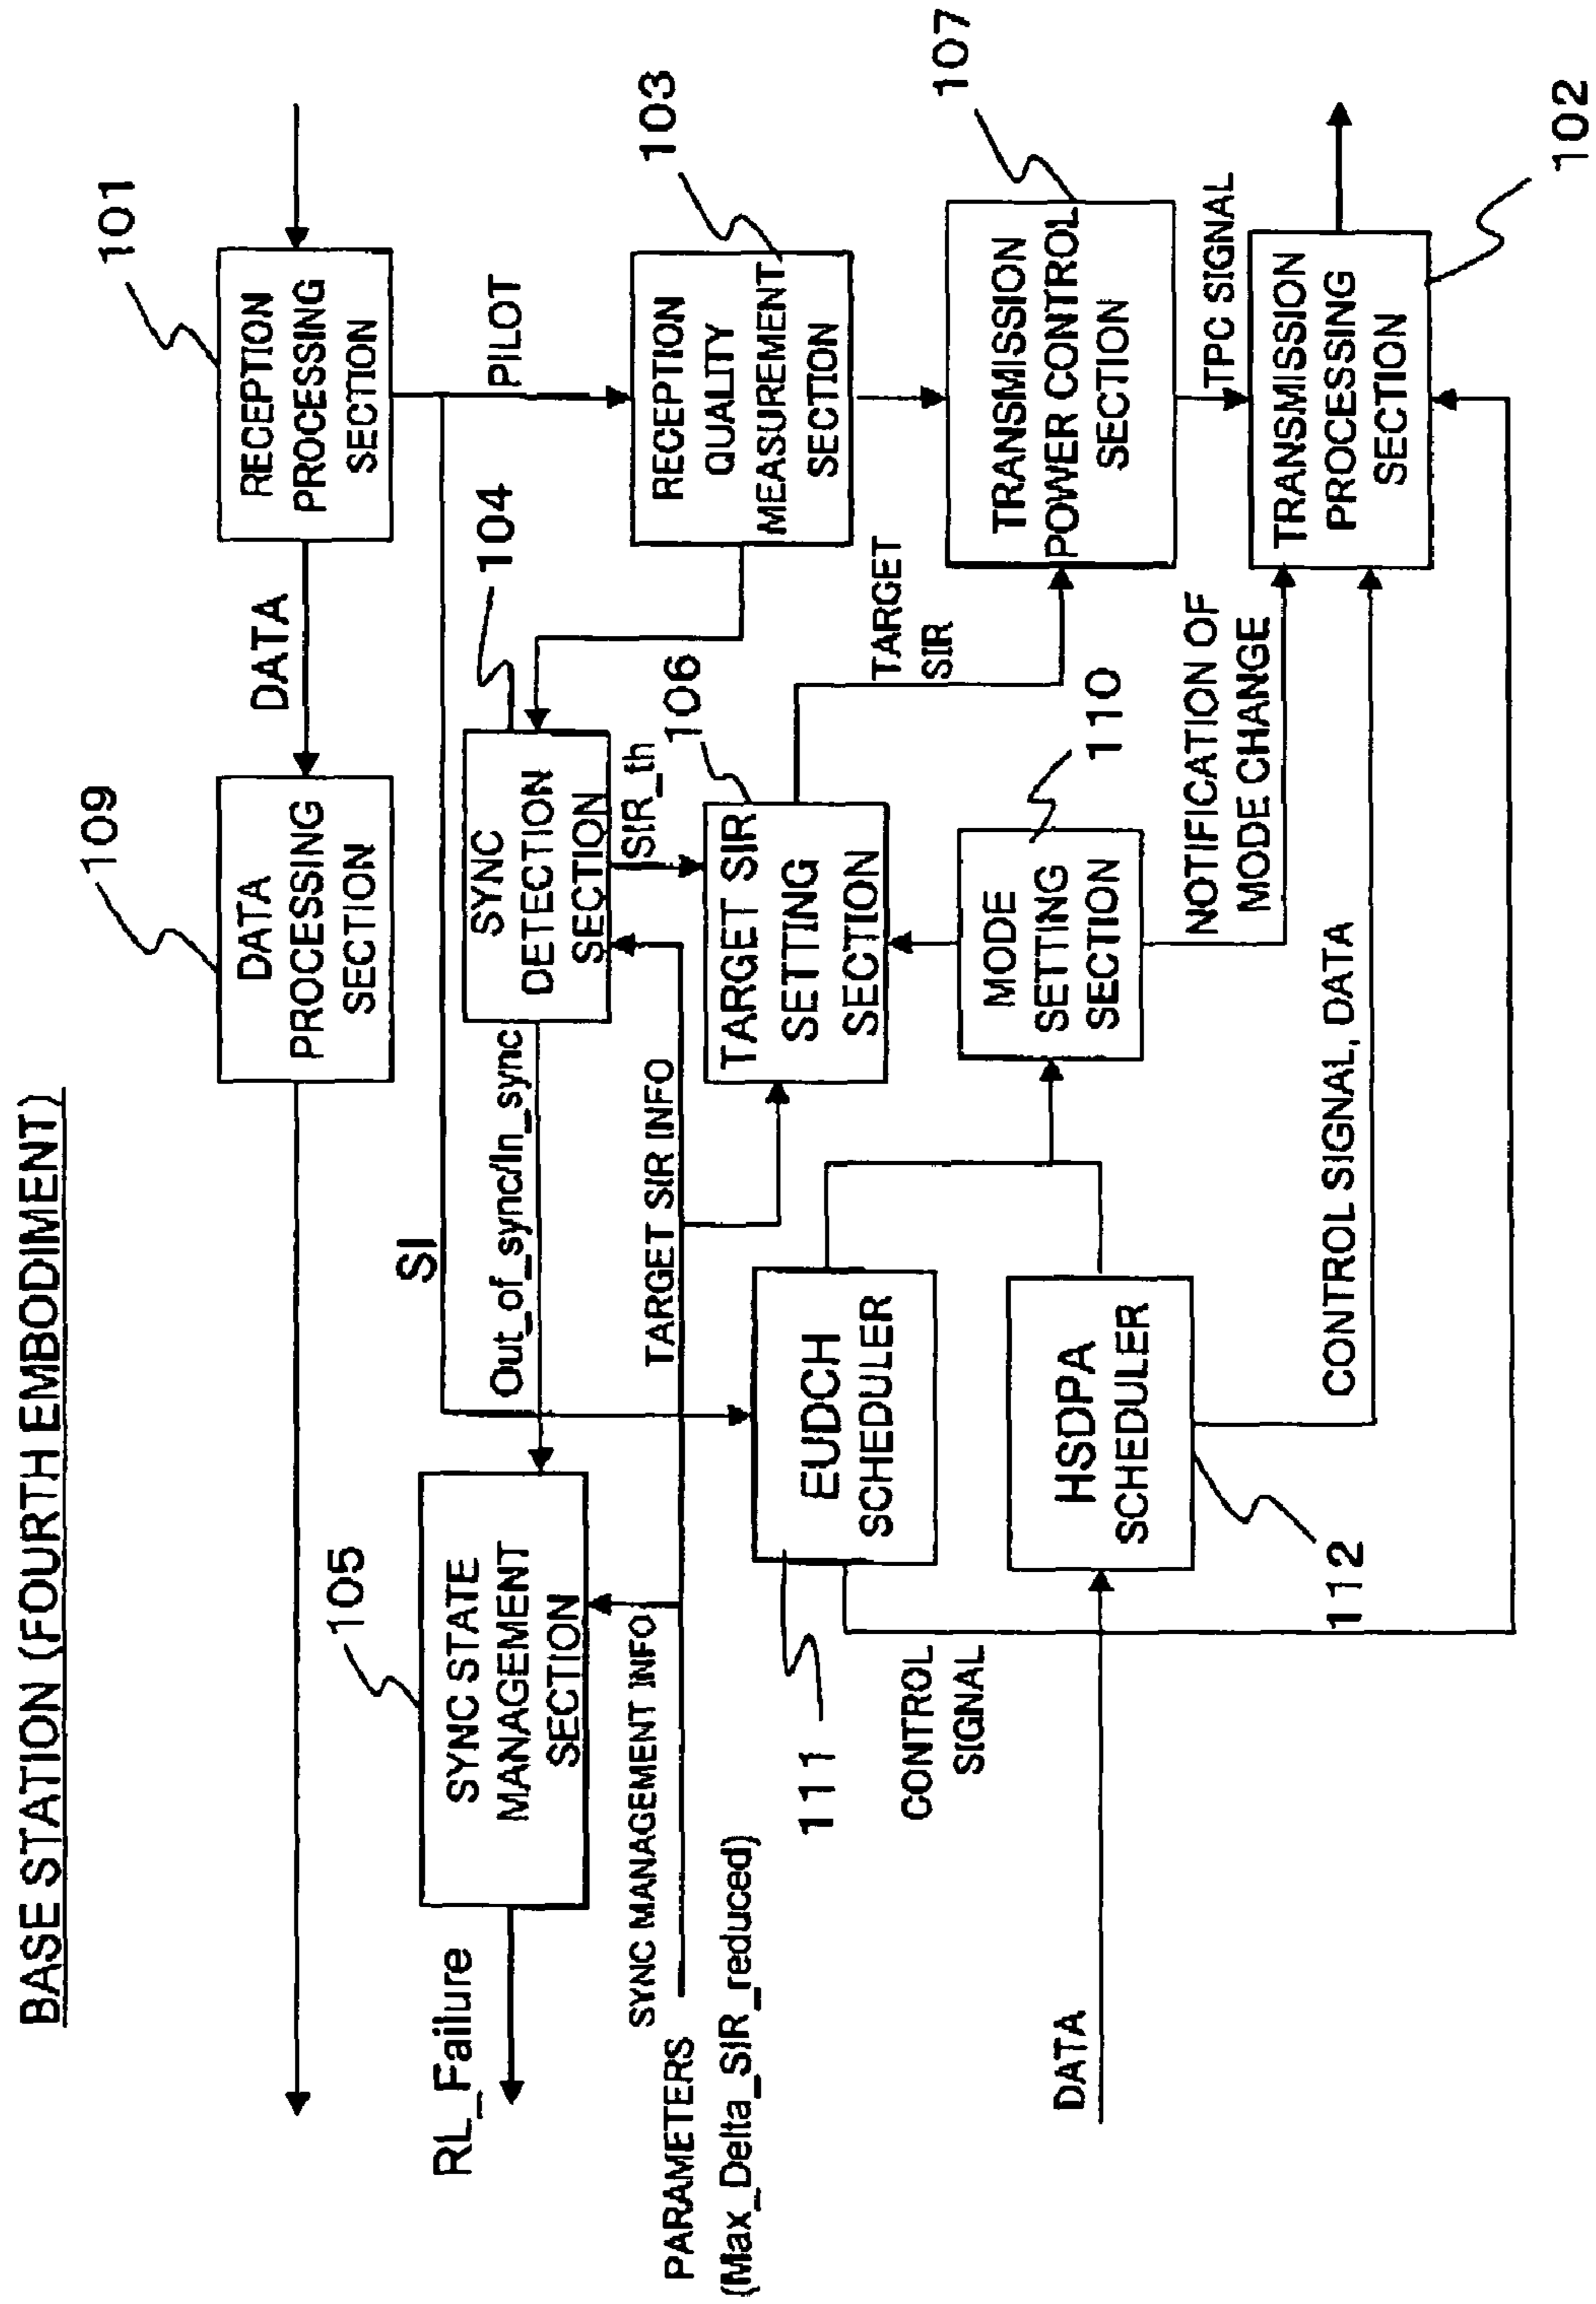 BASE STATION (FOURTH EMBODIMENT)
109
101
DATA
PROCESSING
SECTION
DATA
RECEPTION
PROCESSING
SECTION
SI
PILOT
RL_Failure
105
SYNC STATE
MANAGEMENT
SECTION
Out_of_sync/In_sync
SYNC
DETECTION
SECTION
104
103
RECEPTION
QUALITY
MEASUREMENT
SECTION
SYNC MANAGEMENT INFO
TARGET SIR INFO
SIR_th
106
PARAMETERS
(Max_Delta_SIR_reduced)
TARGET SIR
SETTING
SECTION
TARGET
SIR
107
TRANSMISSION
POWER CONTROL
SECTION
111
EUDCH
SCHEDULER
CONTROL
SIGNAL
MODE
SETTING
SECTION
110
NOTIFICATION OF
MODE CHANGE
TPC SIGNAL
DATA
HSDPA
SCHEDULER
112
CONTROL SIGNAL, DATA
TRANSMISSION
PROCESSING
SECTION
102